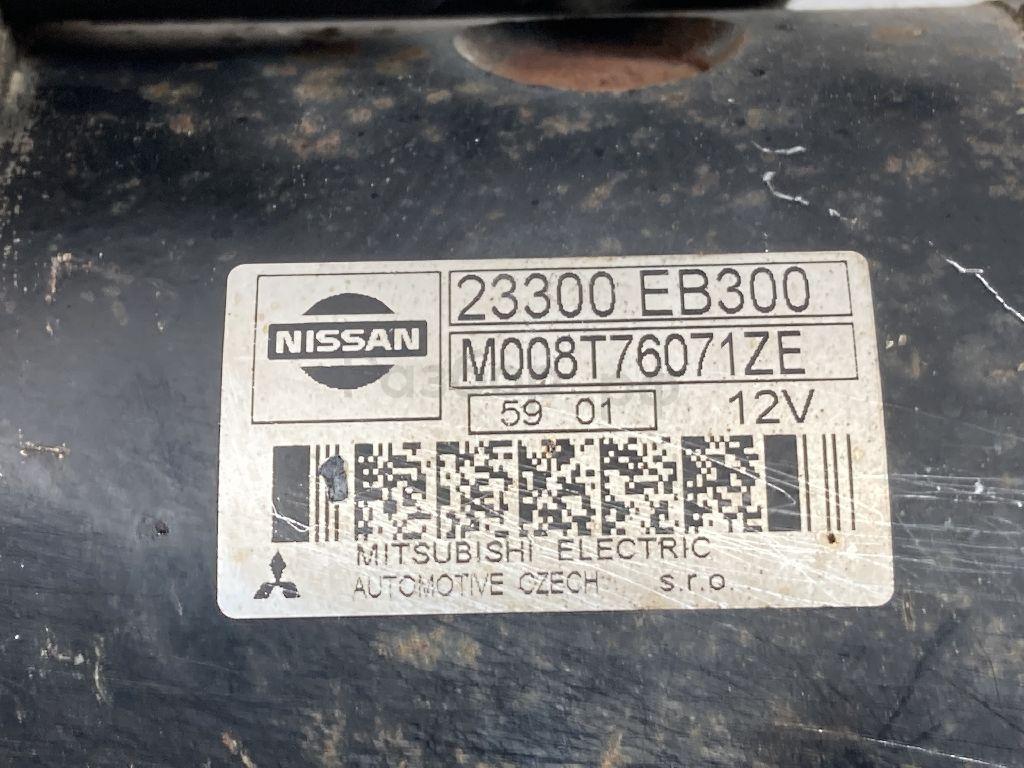 NISSAN
23300 EB300
M008T76071ZE
59 01
12V
MITSUBISHI ELECTRIC
AUTOMOTIVE CZECH s.r.o.